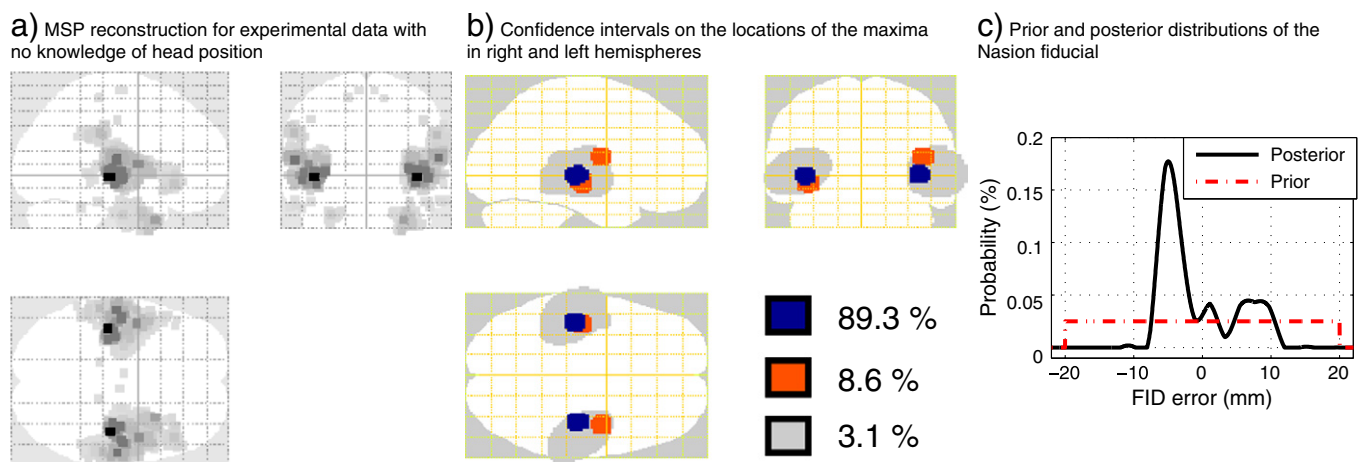 a) MSP reconstruction for experimental data with
no knowledge of head position
b) Confidence intervals on the locations of the maxima
in right and left hemispheres
89.3 %
8.6 %
3.1 %
c) Prior and posterior distributions of the
Nasion fiducial
0.2
0.15
0.1
0.05
0
Probability (%)
Posterior
Prior
−20
−10
0
10
20
FID error (mm)